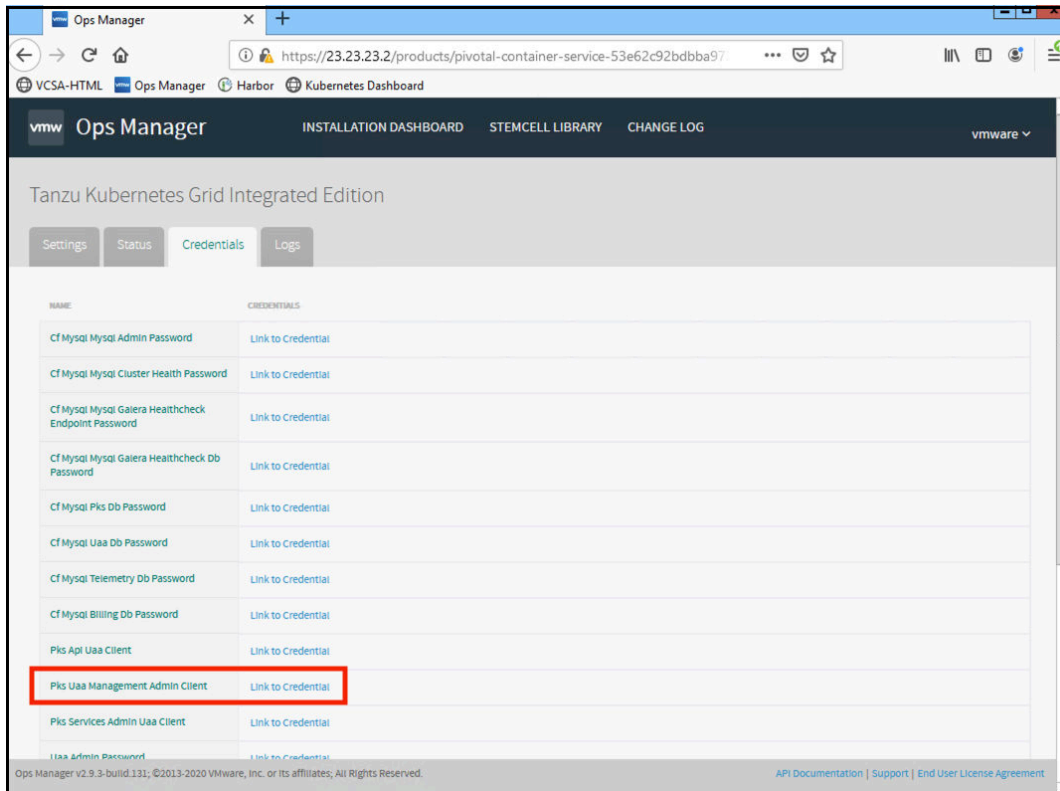 vmw Ops Manager
https://23.23.23.2/products/pivotal-container-service-53e62c92bdbba97
VCSA-HTML vmw Ops Manager Harbor Kubernetes Dashboard
vmw Ops Manager INSTALLATION DASHBOARD STEMCELL LIBRARY CHANGE LOG vmware
Tanzu Kubernetes Grid Integrated Edition
Settings Status Credentials Logs
NAME CREDENTIALS
Cf Mysql Mysql Admin Password Link to Credential
Cf Mysql Mysql Cluster Health Password Link to Credential
Cf Mysql Mysql Galera Healthcheck
Endpoint Password Link to Credential
Cf Mysql Mysql Galera Healthcheck Db
Password Link to Credential
Cf Mysql Pks Db Password Link to Credential
Cf Mysql Uaa Db Password Link to Credential
Cf Mysql Telemetry Db Password Link to Credential
Cf Mysql Billing Db Password Link to Credential
Pks Api Uaa Client Link to Credential
Pks Uaa Management Admin Client Link to Credential
Pks Services Admin Uaa Client Link to Credential
Uaa Admin Password Link to Credential
Ops Manager v2.9.3-build.131; ©2013-2020 VMware, Inc. or its affiliates; All Rights Reserved. API Documentation | Support | End User License Agreement